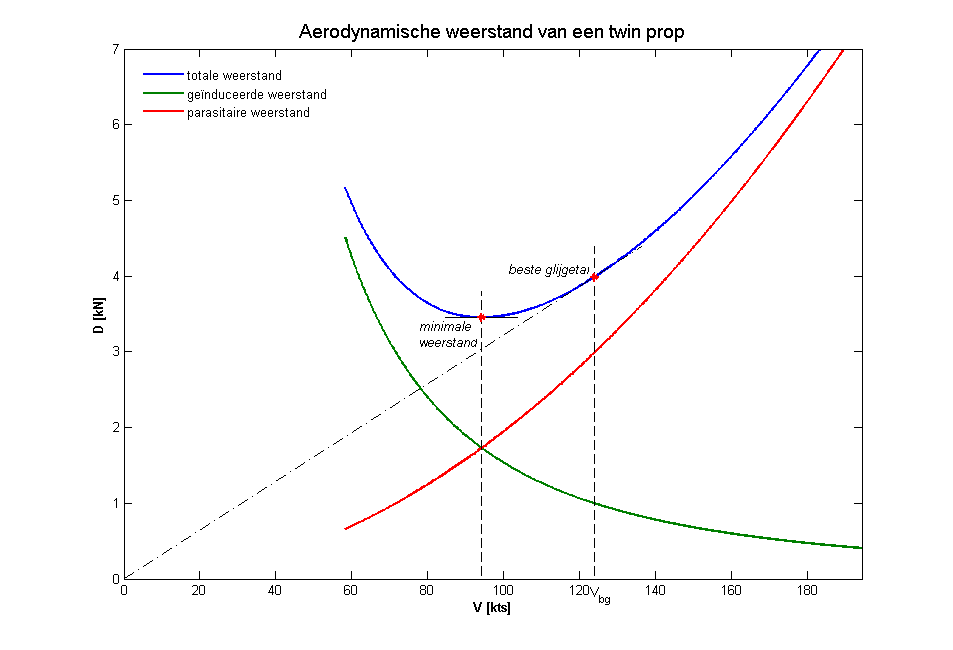 Aerodynamische weerstand van een twin prop
totale weerstand
geïnduceerde weerstand
parasitaire weerstand
7
6
5
4
3
2
1
0
D [kN]
beste glijgetal
minimale
weerstand
0
20
40
60
80
100
120
V_bg
140
160
180
V [kts]